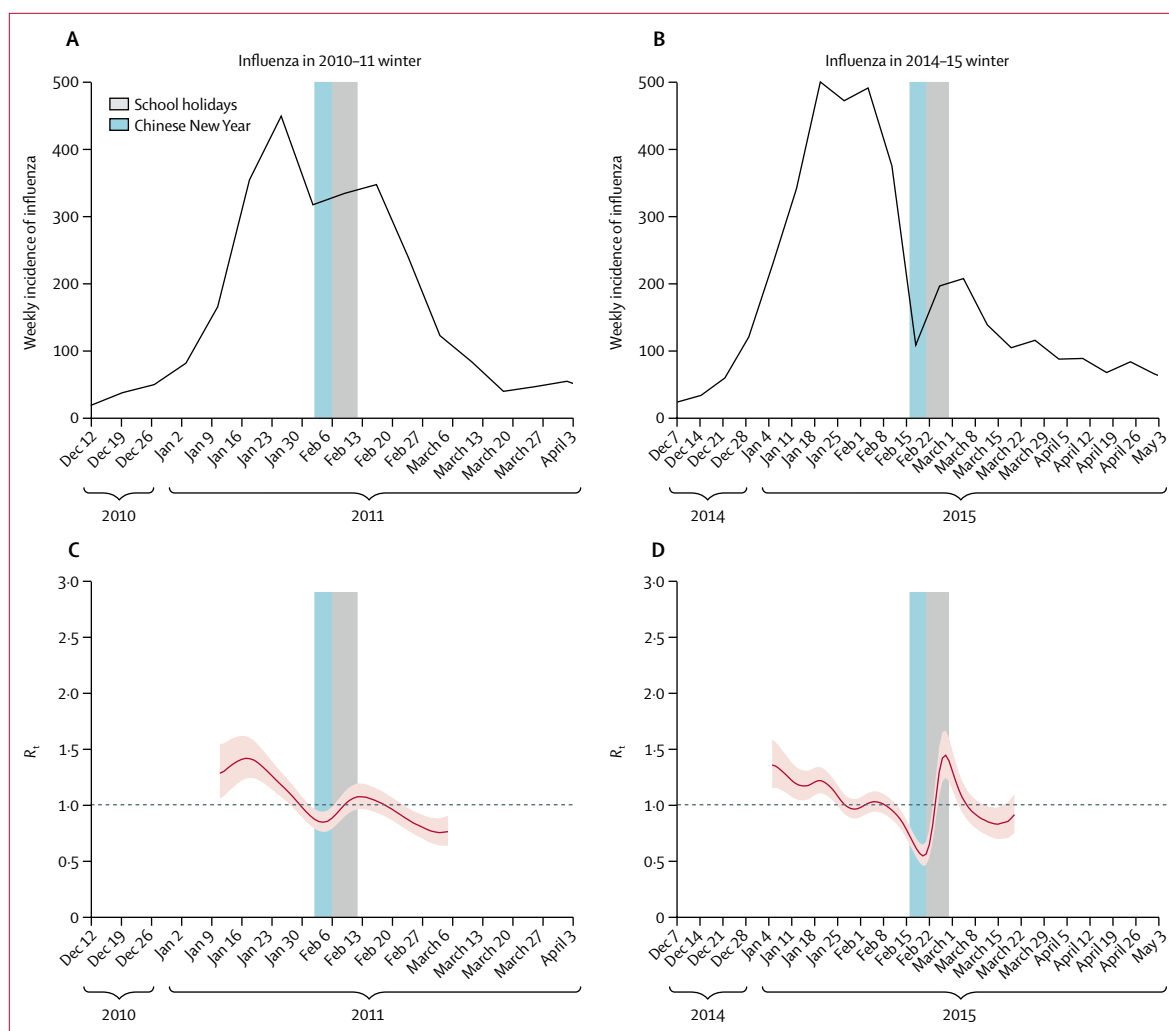 A
Influenza in 2010–11 winter
Weekly incidence of influenza
500
400
300
200
100
0
School holidays
Chinese New Year
Dec 12
Dec 19
Dec 26
Jan 2
Jan 9
Jan 16
Jan 23
Jan 30
Feb 6
Feb 13
Feb 20
Feb 27
March 6
March 13
March 20
March 27
April 3
2010
2011
B
Influenza in 2014–15 winter
Weekly incidence of influenza
500
400
300
200
100
0
Dec 7
Dec 14
Dec 21
Dec 28
Jan 4
Jan 11
Jan 18
Jan 25
Feb 1
Feb 8
Feb 15
Feb 22
March 1
March 8
March 15
March 22
March 29
April 5
April 12
April 19
April 26
May 3
2014
2015
C
Rt
3·0
2·5
2·0
1·5
1·0
0·5
0
Dec 12
Dec 19
Dec 26
Jan 2
Jan 9
Jan 16
Jan 23
Jan 30
Feb 6
Feb 13
Feb 20
Feb 27
March 6
March 13
March 20
March 27
April 3
2010
2011
D
Rt
3·0
2·5
2·0
1·5
1·0
0·5
0
Dec 7
Dec 14
Dec 21
Dec 28
Jan 4
Jan 11
Jan 18
Jan 25
Feb 1
Feb 8
Feb 15
Feb 22
March 1
March 8
March 15
March 22
March 29
April 5
April 12
April 19
April 26
May 3
2014
2015